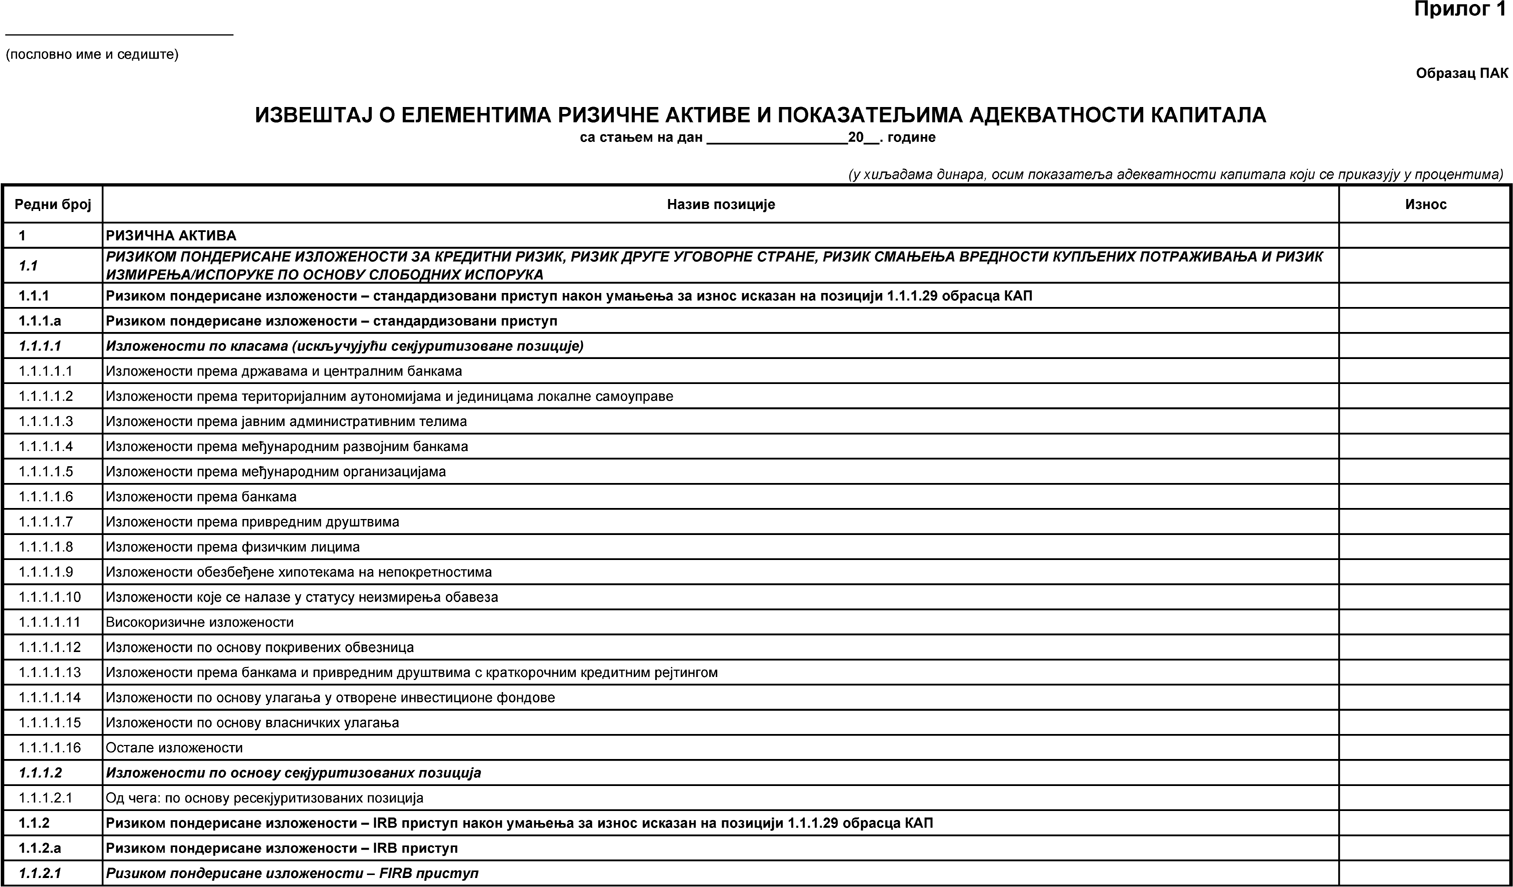 Прилог 1
(пословно име и седиште)
Образац ПАК
ИЗВЕШТАЈ О ЕЛЕМЕНТИМА РИЗИЧНЕ АКТИВЕ И ПОКАЗАТЕЉИМА АДЕКВАТНОСТИ КАПИТАЛА
са стањем на дан __________________20__. године
(у хиљадама динара, осим показатеља адекватности капитала који се приказују у процентима)
Редни број Назив позиције Износ
1 РИЗИЧНА АКТИВА
1.1 РИЗИКОМ ПОНДЕРИСАНЕ ИЗЛОЖЕНОСТИ ЗА КРЕДИТНИ РИЗИК, РИЗИК ДРУГЕ УГОВОРНЕ СТРАНЕ, РИЗИК СМАЊЕЊА ВРЕДНОСТИ КУПЉЕНИХ ПОТРАЖИВАЊА И РИЗИК
ИЗМИРЕЊА/ИСПОРУКЕ ПО ОСНОВУ СЛОБОДНИХ ИСПОРУКА
1.1.1 Ризиком пондерисане изложености – стандардизовани приступ након умањења за износ исказан на позицији 1.1.1.29 обрасца КАП
1.1.1.а Ризиком пондерисане изложености – стандардизовани приступ
1.1.1.1 Изложености по класама (искључујући секјуритизоване позиције)
1.1.1.1.1 Изложености према државама и централним банкама
1.1.1.1.2 Изложености према територијалним аутономијама и јединицама локалне самоуправе
1.1.1.1.3 Изложености према јавним административним телима
1.1.1.1.4 Изложености према међународним развојним банкама
1.1.1.1.5 Изложености према међународним организацијама
1.1.1.1.6 Изложености према банкама
1.1.1.1.7 Изложености према привредним друштвима
1.1.1.1.8 Изложености према физичким лицима
1.1.1.1.9 Изложености обезбеђене хипотекама на непокретностима
1.1.1.1.10 Изложености које се налазе у статусу неизмирења обавеза
1.1.1.1.11 Високоризичне изложености
1.1.1.1.12 Изложености по основу покривених обвезница
1.1.1.1.13 Изложености према банкама и привредним друштвима с краткорочним кредитним рејтингом
1.1.1.1.14 Изложености по основу улагања у отворене инвестиционе фондове
1.1.1.1.15 Изложености по основу власничких улагања
1.1.1.1.16 Остале изложености
1.1.1.2 Изложености по основу секјуритизованих позиција
1.1.1.2.1 Од чега: по основу ресекјуритизованих позиција
1.1.2 Ризиком пондерисане изложености – IRB приступ након умањења за износ исказан на позицији 1.1.1.29 обрасца КАП
1.1.2.а Ризиком пондерисане изложености – IRB приступ
1.1.2.1 Ризиком пондерисане изложености – FIRB приступ